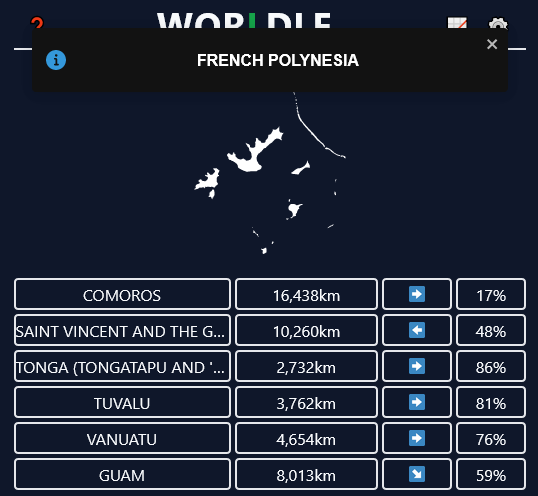 WORLDLE
FRENCH POLYNESIA
COMOROS 16,438km 17%
SAINT VINCENT AND THE G... 10,260km 48%
TONGA (TONGATAPU AND '... 2,732km 86%
TUVALU 3,762km 81%
VANUATU 4,654km 76%
GUAM 8,013km 59%